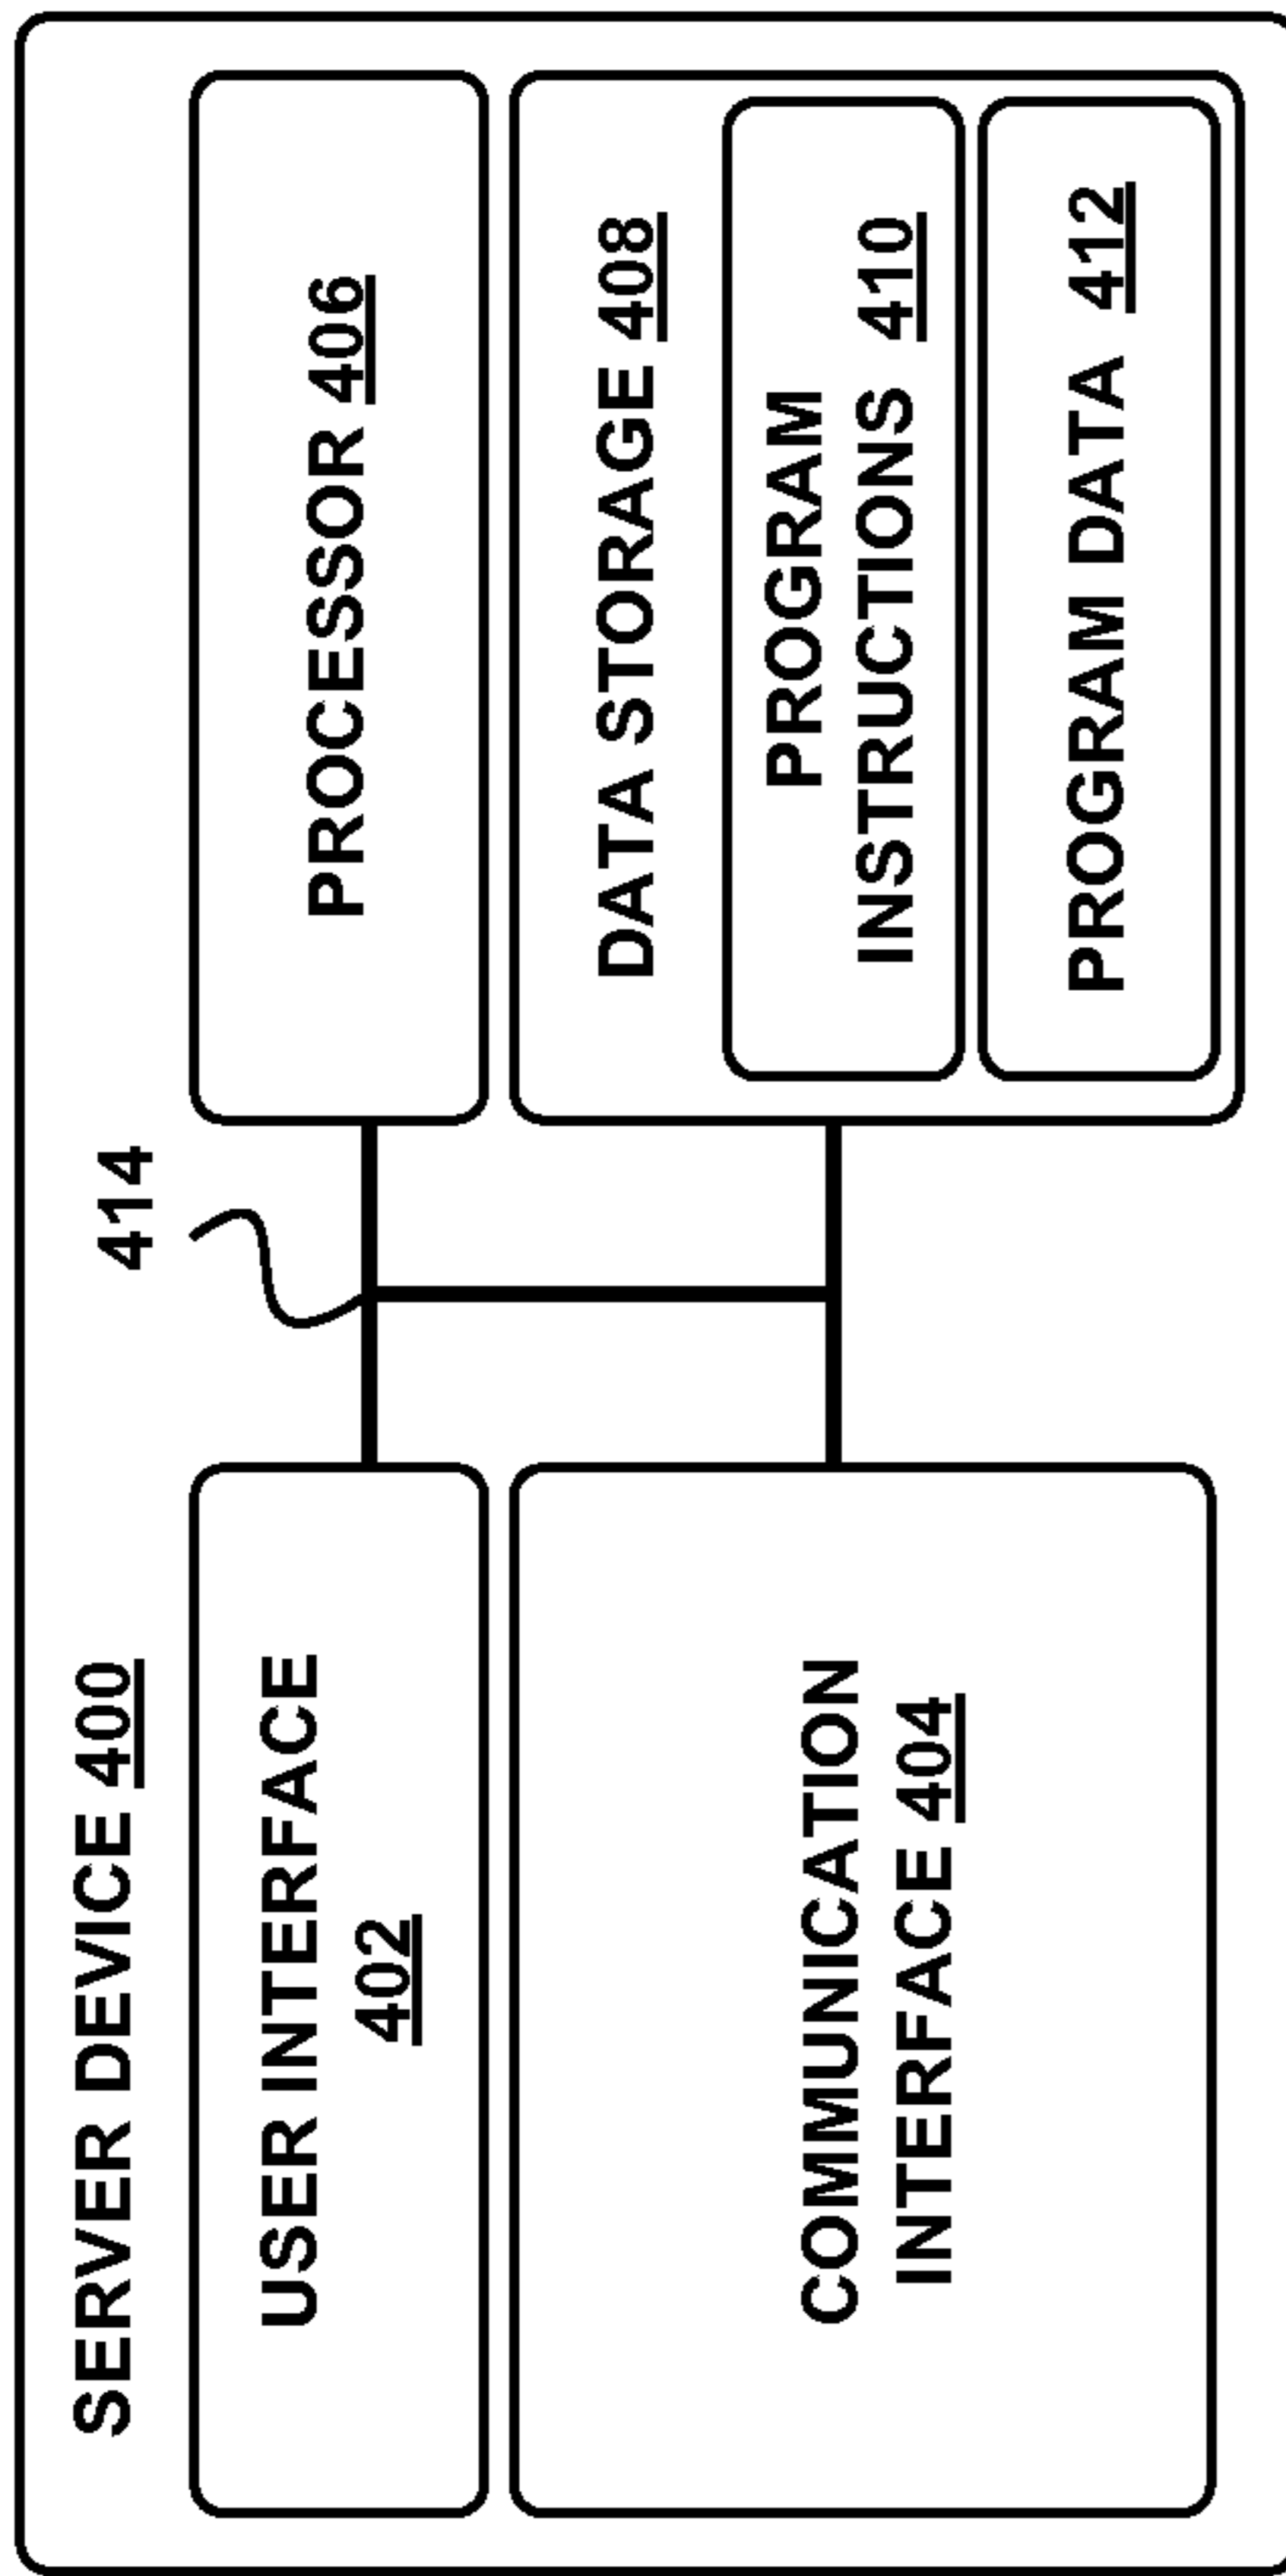 SERVER DEVICE 400
USER INTERFACE
402
COMMUNICATION
INTERFACE 404
414
PROCESSOR 406
DATA STORAGE 408
PROGRAM
INSTRUCTIONS 410
PROGRAM DATA 412